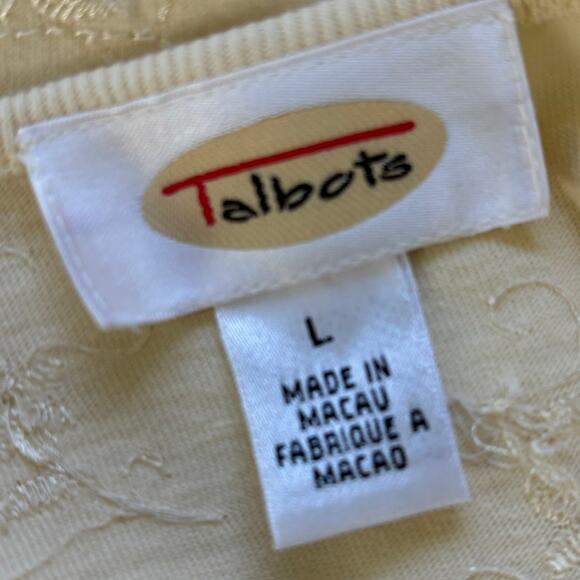 Talbots
L
MADE IN
MACAU
FABRIQUE A
MACAO